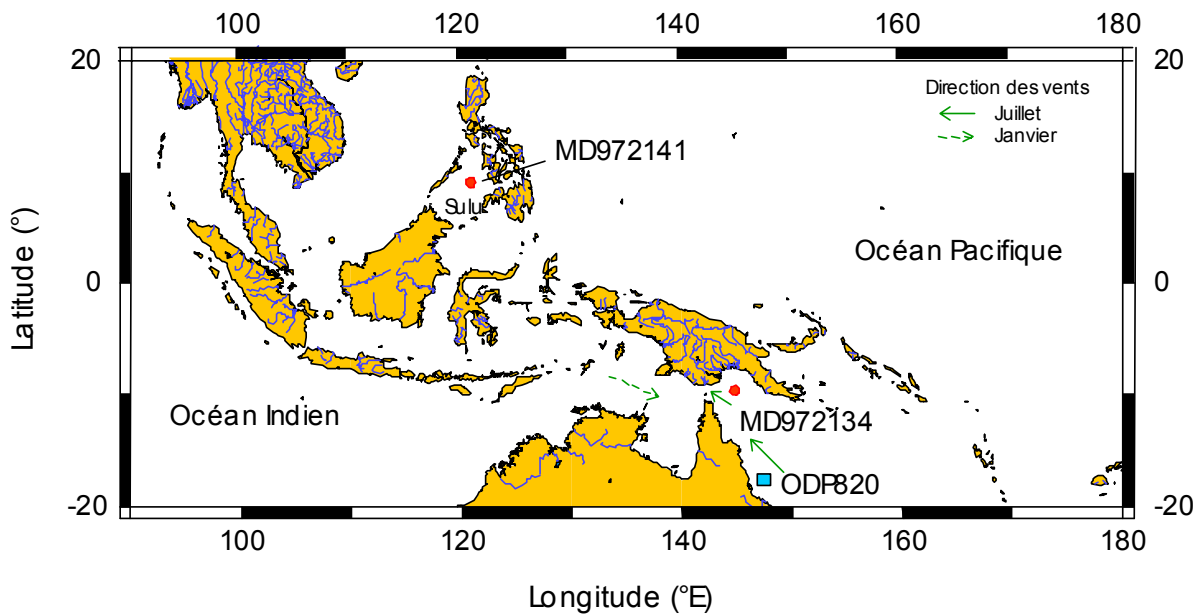 100 120 140 160 180
20 20
Direction des vents
Juillet
Janvier
MD972141
Sulu
Océan Pacifique
Latitude (°)
0 0
Océan Indien
MD972134
ODP820
-20 -20
100 120 140 160 180
Longitude (°E)